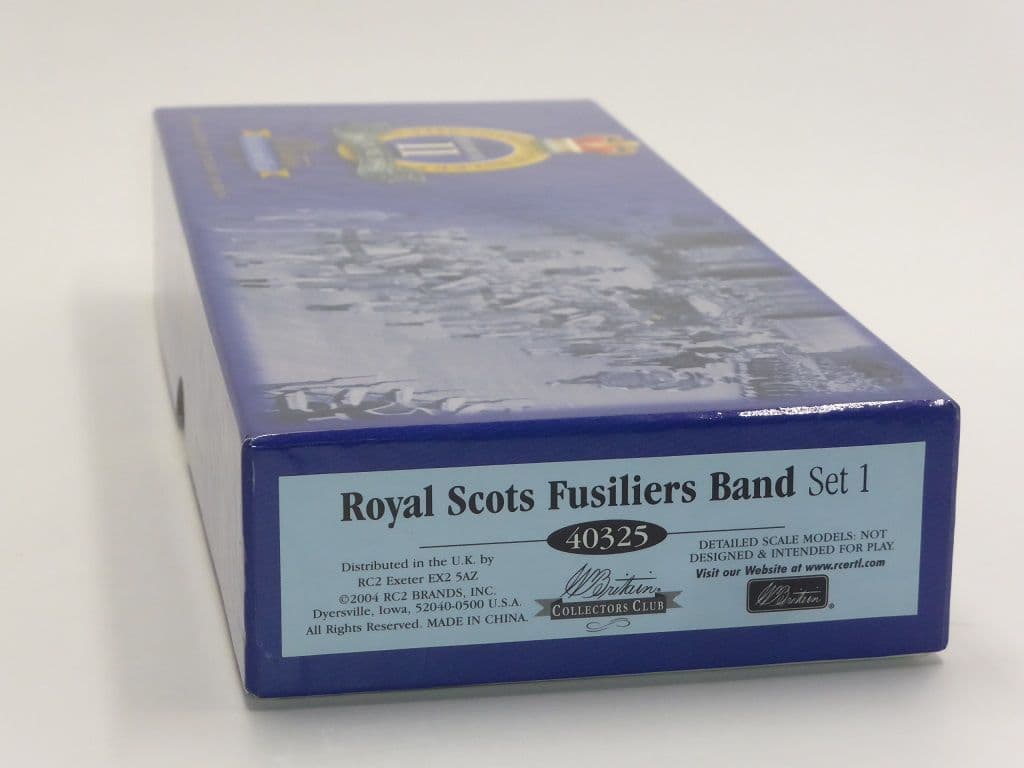 Royal Scots Fusiliers Band Set 1
40325
Distributed in the U.K. by
RC2 Exeter EX2 5AZ
©2004 RC2 BRANDS, INC.
Dyersville, Iowa, 52040-0500 U.S.A.
All Rights Reserved. MADE IN CHINA.
W Britain®
COLLECTORS CLUB
DETAILED SCALE MODELS: NOT
DESIGNED & INTENDED FOR PLAY.
Visit our Website at www.rcertl.com
W Britain®